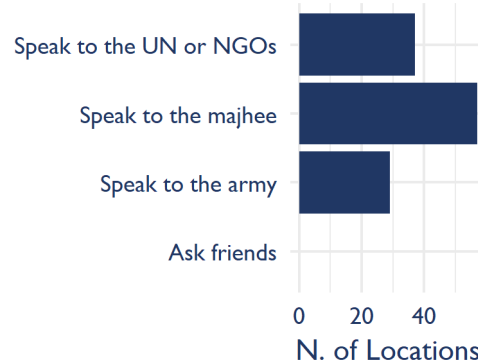 Speak to the UN or NGOs
Speak to the majhee
Speak to the army
Ask friends
0 20 40
N. of Locations